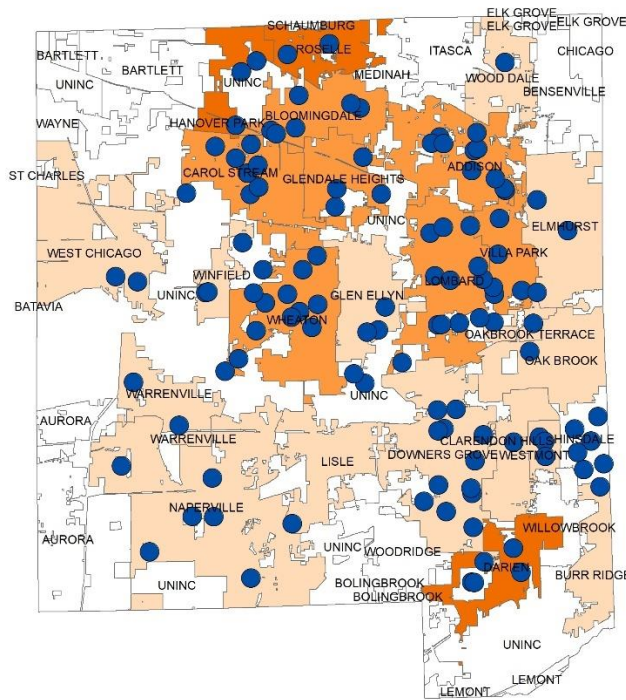 ELK GROVE
SCHAUMBURG
ELK GROVE
ELK GROVE
BARTLETT
ROSELLE
ITASCA
CHICAGO
BARTLETT
MEDINAH
UNINC
UNINC
WOOD DALE
BENSENVILLE
WAYNE
HANOVER PARK
BLOOMINGDALE
ADDISON
ST CHARLES
CAROL STREAM
GLENDALE HEIGHTS
UNINC
ELMHURST
WEST CHICAGO
VILLA PARK
WINFIELD
LOMBARD
UNINC
GLEN ELLYN
BATAVIA
WHEATON
OAKBROOK TERRACE
OAK BROOK
WARRENVILLE
UNINC
AURORA
WARRENVILLE
CLARENDON HILLS
HINSDALE
LISLE
DOWNERS GROVE
WESTMONT
NAPERVILLE
WILLOWBROOK
AURORA
UNINC
WOODRIDGE
DARIEN
BURR RIDGE
UNINC
BOLINGBROOK
BOLINGBROOK
UNINC
LEMONT
LEMONT